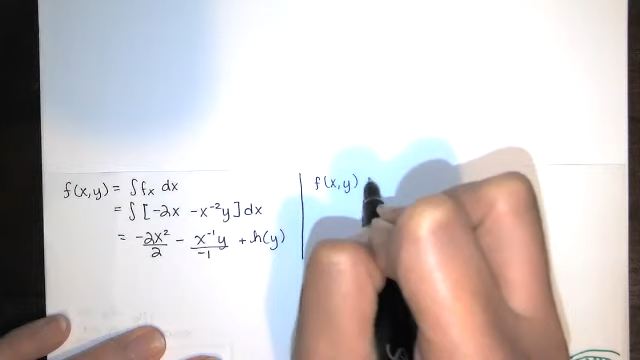 f(x,y) = ∫fₓ dx
= ∫[-2x - x⁻²y]dx
= -2x²/2 - x⁻¹y/-1 + h(y)
f(x,y)